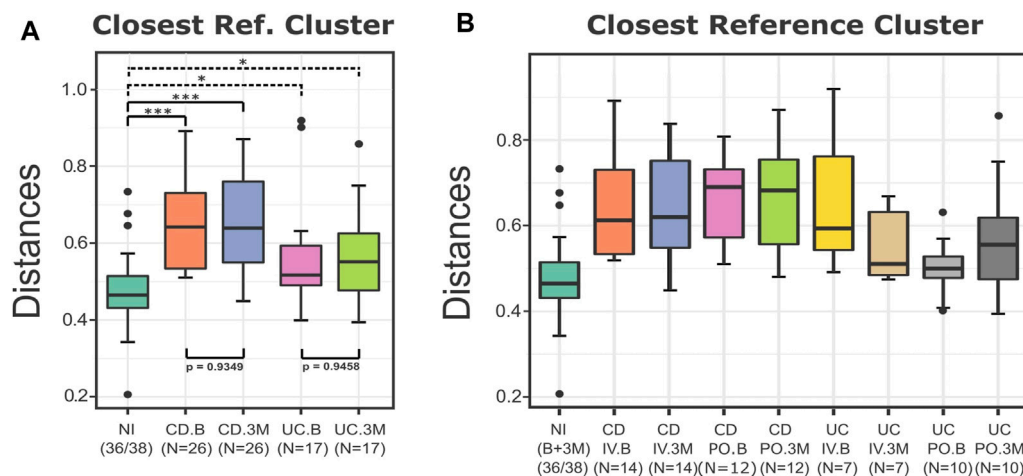 A
Closest Ref. Cluster
Distances
1.0
0.8
0.6
0.4
0.2
*
*
***
***
p = 0.9349
p = 0.9458
NI CD.B CD.3M UC.B UC.3M
(36/38) (N=26) (N=26) (N=17) (N=17)
B
Closest Reference Cluster
Distances
0.8
0.6
0.4
0.2
NI CD CD CD CD UC UC UC UC
(B+3M) IV.B IV.3M PO.B PO.3M IV.B IV.3M PO.B PO.3M
(36/38) (N=14) (N=14) (N=12) (N=12) (N=7) (N=7) (N=10) (N=10)